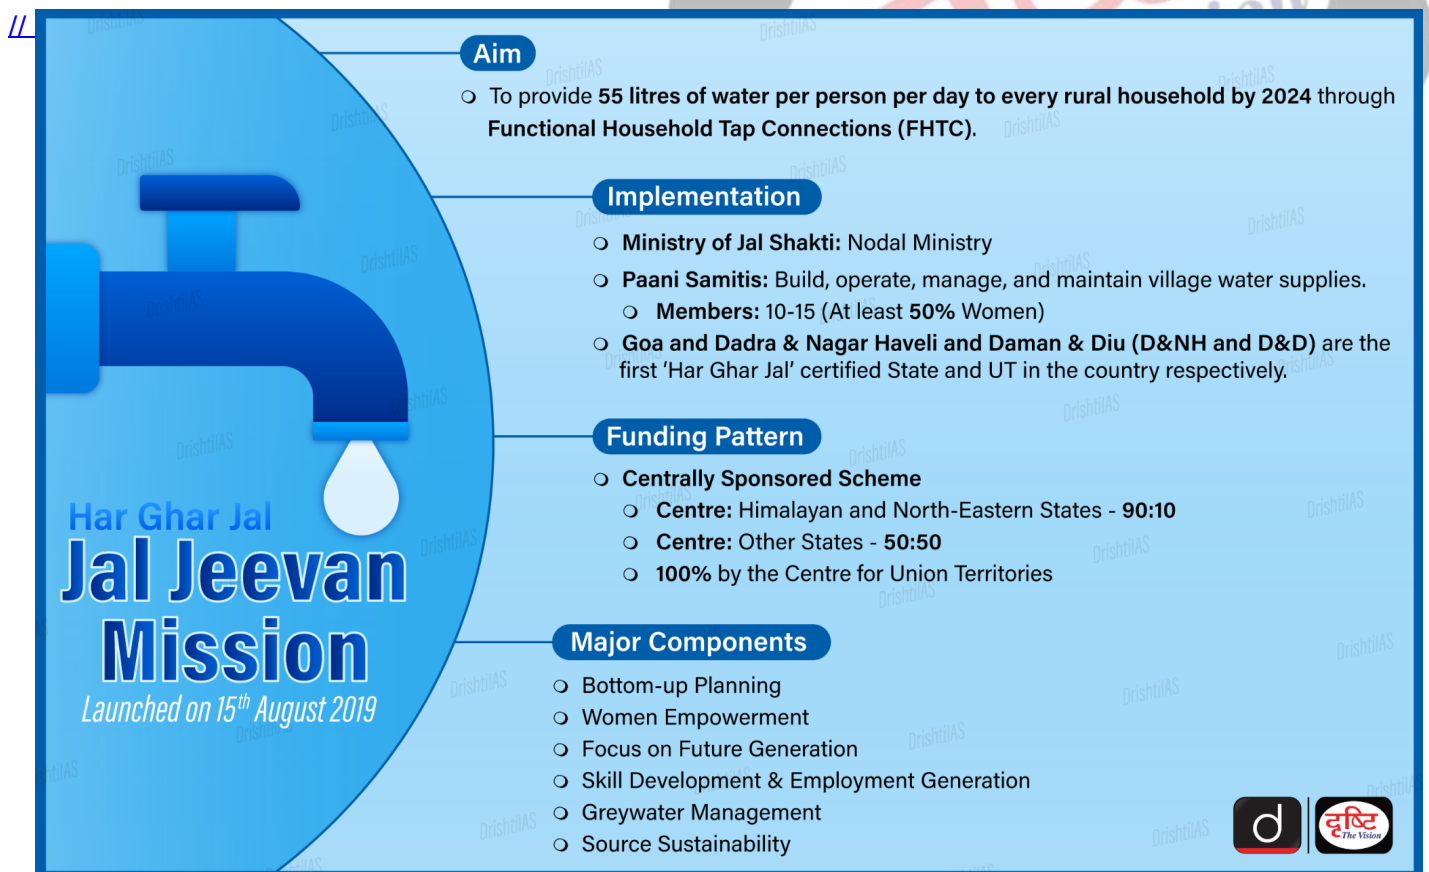 //
Aim
To provide 55 litres of water per person per day to every rural household by 2024 through
Functional Household Tap Connections (FHTC).
Implementation
Ministry of Jal Shakti: Nodal Ministry
Paani Samitis: Build, operate, manage, and maintain village water supplies.
Members: 10-15 (At least 50% Women)
Goa and Dadra & Nagar Haveli and Daman & Diu (D&NH and D&D) are the
first ‘Har Ghar Jal’ certified State and UT in the country respectively.
Funding Pattern
Centrally Sponsored Scheme
Centre: Himalayan and North-Eastern States - 90:10
Centre: Other States - 50:50
100% by the Centre for Union Territories
Har Ghar Jal
Jal Jeevan
Mission
Launched on 15th August 2019
Major Components
Bottom-up Planning
Women Empowerment
Focus on Future Generation
Skill Development & Employment Generation
Greywater Management
Source Sustainability
d
दृष्टि
The Vision
DrishtiIAS